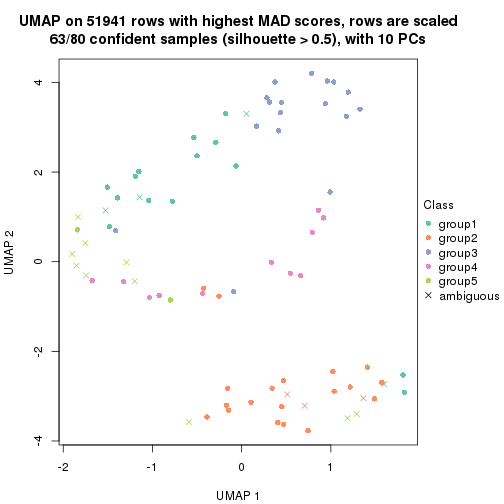 UMAP on 51941 rows with highest MAD scores, rows are scaled
63/80 confident samples (silhouette > 0.5), with 10 PCs
4
2
0
-2
-4
UMAP 2
-2
-1
0
1
UMAP 1
Class
group1
group2
group3
group4
group5
ambiguous